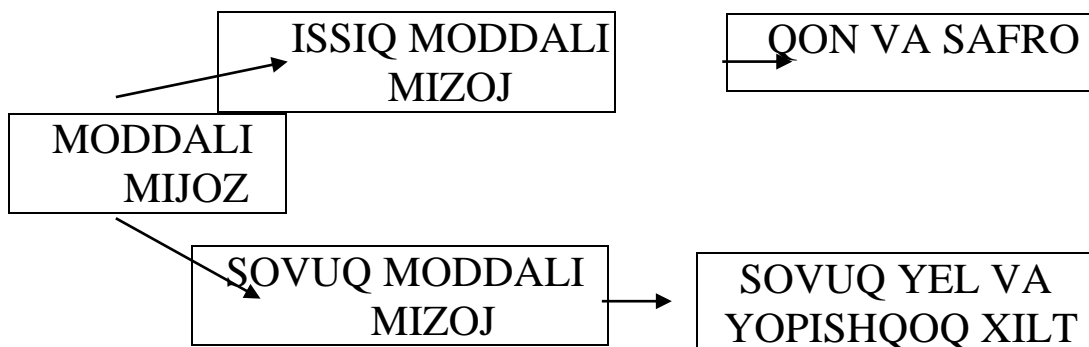 ISSIQ MODDALI
MIZOJ
QON VA SAFRO
MODDALI
MIJOZ
SOVUQ MODDALI
MIZOJ
SOVUQ YEL VA
YOPISHQOQ XILT